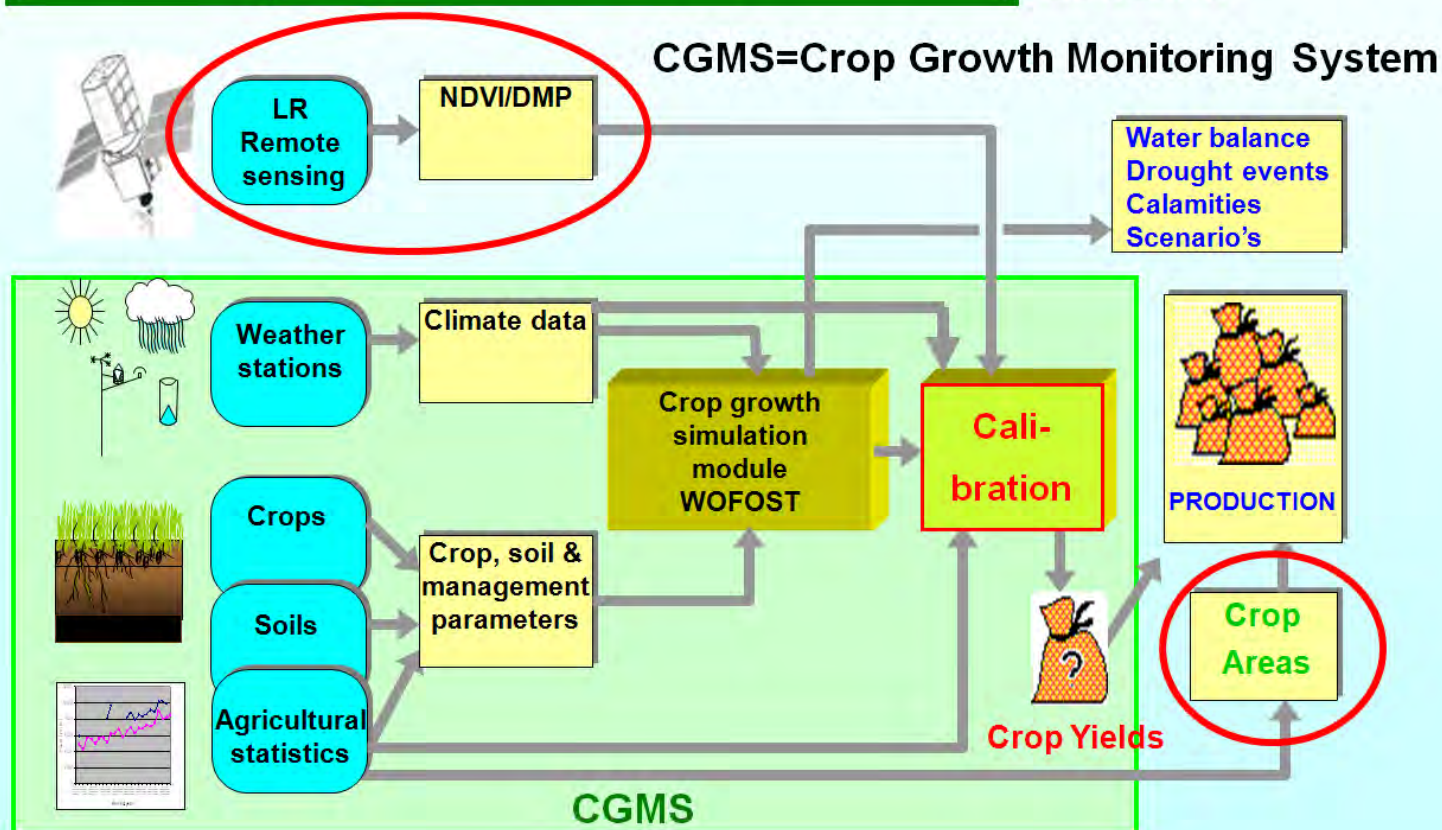 CGMS=Crop Growth Monitoring System
LR
Remote
sensing
NDVI/DMP
Water balance
Drought events
Calamities
Scenario's
Weather
stations
Climate data
Crop growth
simulation
module
WOFOST
Cali-
bration
PRODUCTION
Crops
Soils
Agricultural
statistics
Crop, soil &
management
parameters
?
Crop Yields
Crop
Areas
CGMS